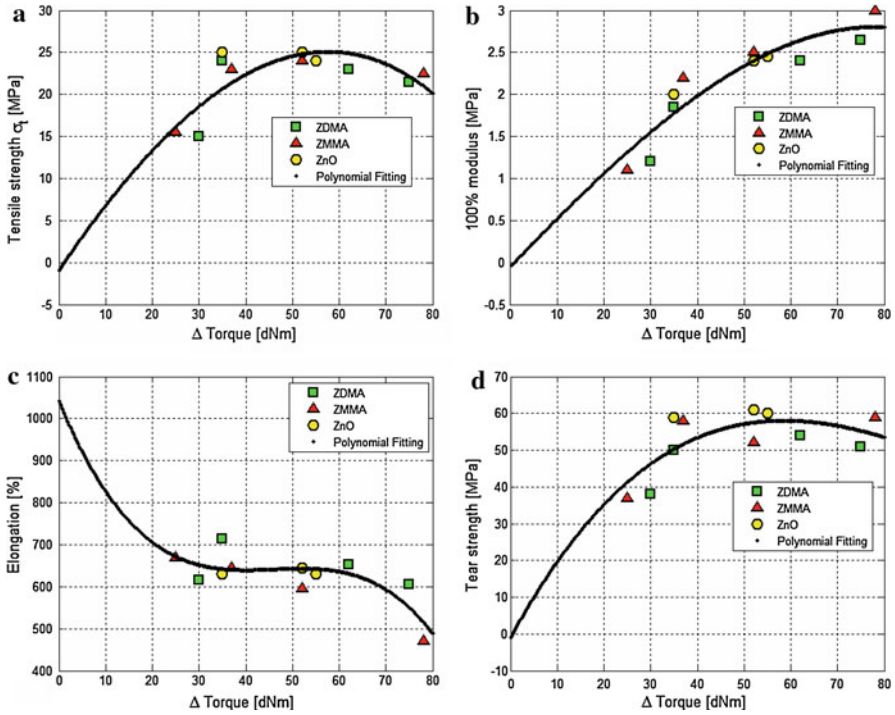 a
Tensile strength σt [MPa]
30
25
20
15
10
5
0
-5
0 10 20 30 40 50 60 70 80
Δ Torque [dNm]
ZDMA
ZMMA
ZnO
Polynomial Fitting
b
100% modulus [MPa]
3
2.5
2
1.5
1
0.5
0
-0.5
0 10 20 30 40 50 60 70 80
Δ Torque [dNm]
ZDMA
ZMMA
ZnO
Polynomial Fitting
c
Elongation [%]
1100
1000
900
800
700
600
500
400
0 10 20 30 40 50 60 70 80
Δ Torque [dNm]
ZDMA
ZMMA
ZnO
Polynomial Fitting
d
Tear strength [MPa]
70
60
50
40
30
20
10
0
-10
0 10 20 30 40 50 60 70 80
Δ Torque [dNm]
ZDMA
ZMMA
ZnO
Polynomial Fitting